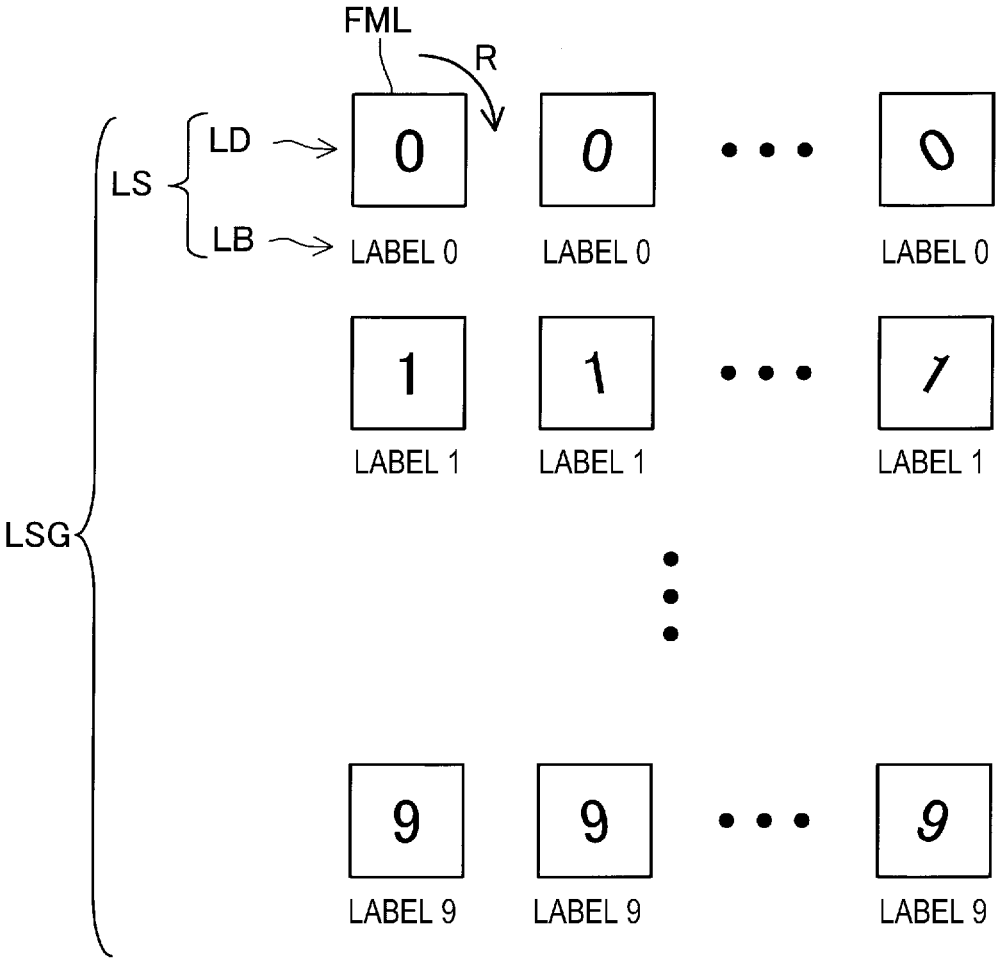 FML
R
LD
0 0 0
LS
LB
LABEL 0 LABEL 0 LABEL 0
1 1 1
LABEL 1 LABEL 1 LABEL 1
LSG
9 9 9
LABEL 9 LABEL 9 LABEL 9